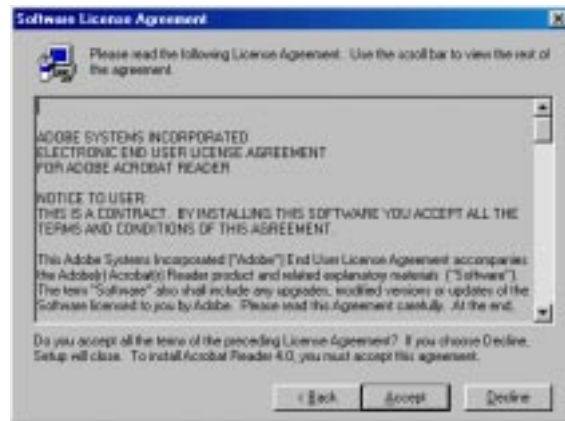 Software License Agreement
Please read the following License Agreement. Use the scroll bar to view the rest of
the agreement.
ADOBE SYSTEMS INCORPORATED
ELECTRONIC END USER LICENSE AGREEMENT
FOR ADOBE ACROBAT READER
NOTICE TO USER:
THIS IS A CONTRACT. BY INSTALLING THIS SOFTWARE YOU ACCEPT ALL THE
TERMS AND CONDITIONS OF THIS AGREEMENT.
This Adobe Systems Incorporated ("Adobe") End User License Agreement accompanies
the Adobe(r) Acrobat(r) Reader product and related explanatory materials ("Software").
The term "Software" also shall include any upgrades, modified versions or updates of the
Software licensed to you by Adobe. Please read this Agreement carefully. At the end,
Do you accept all the terms of the preceding License Agreement? If you choose Decline,
Setup will close. To install Acrobat Reader 4.0, you must accept this agreement.
< Back Accept Decline